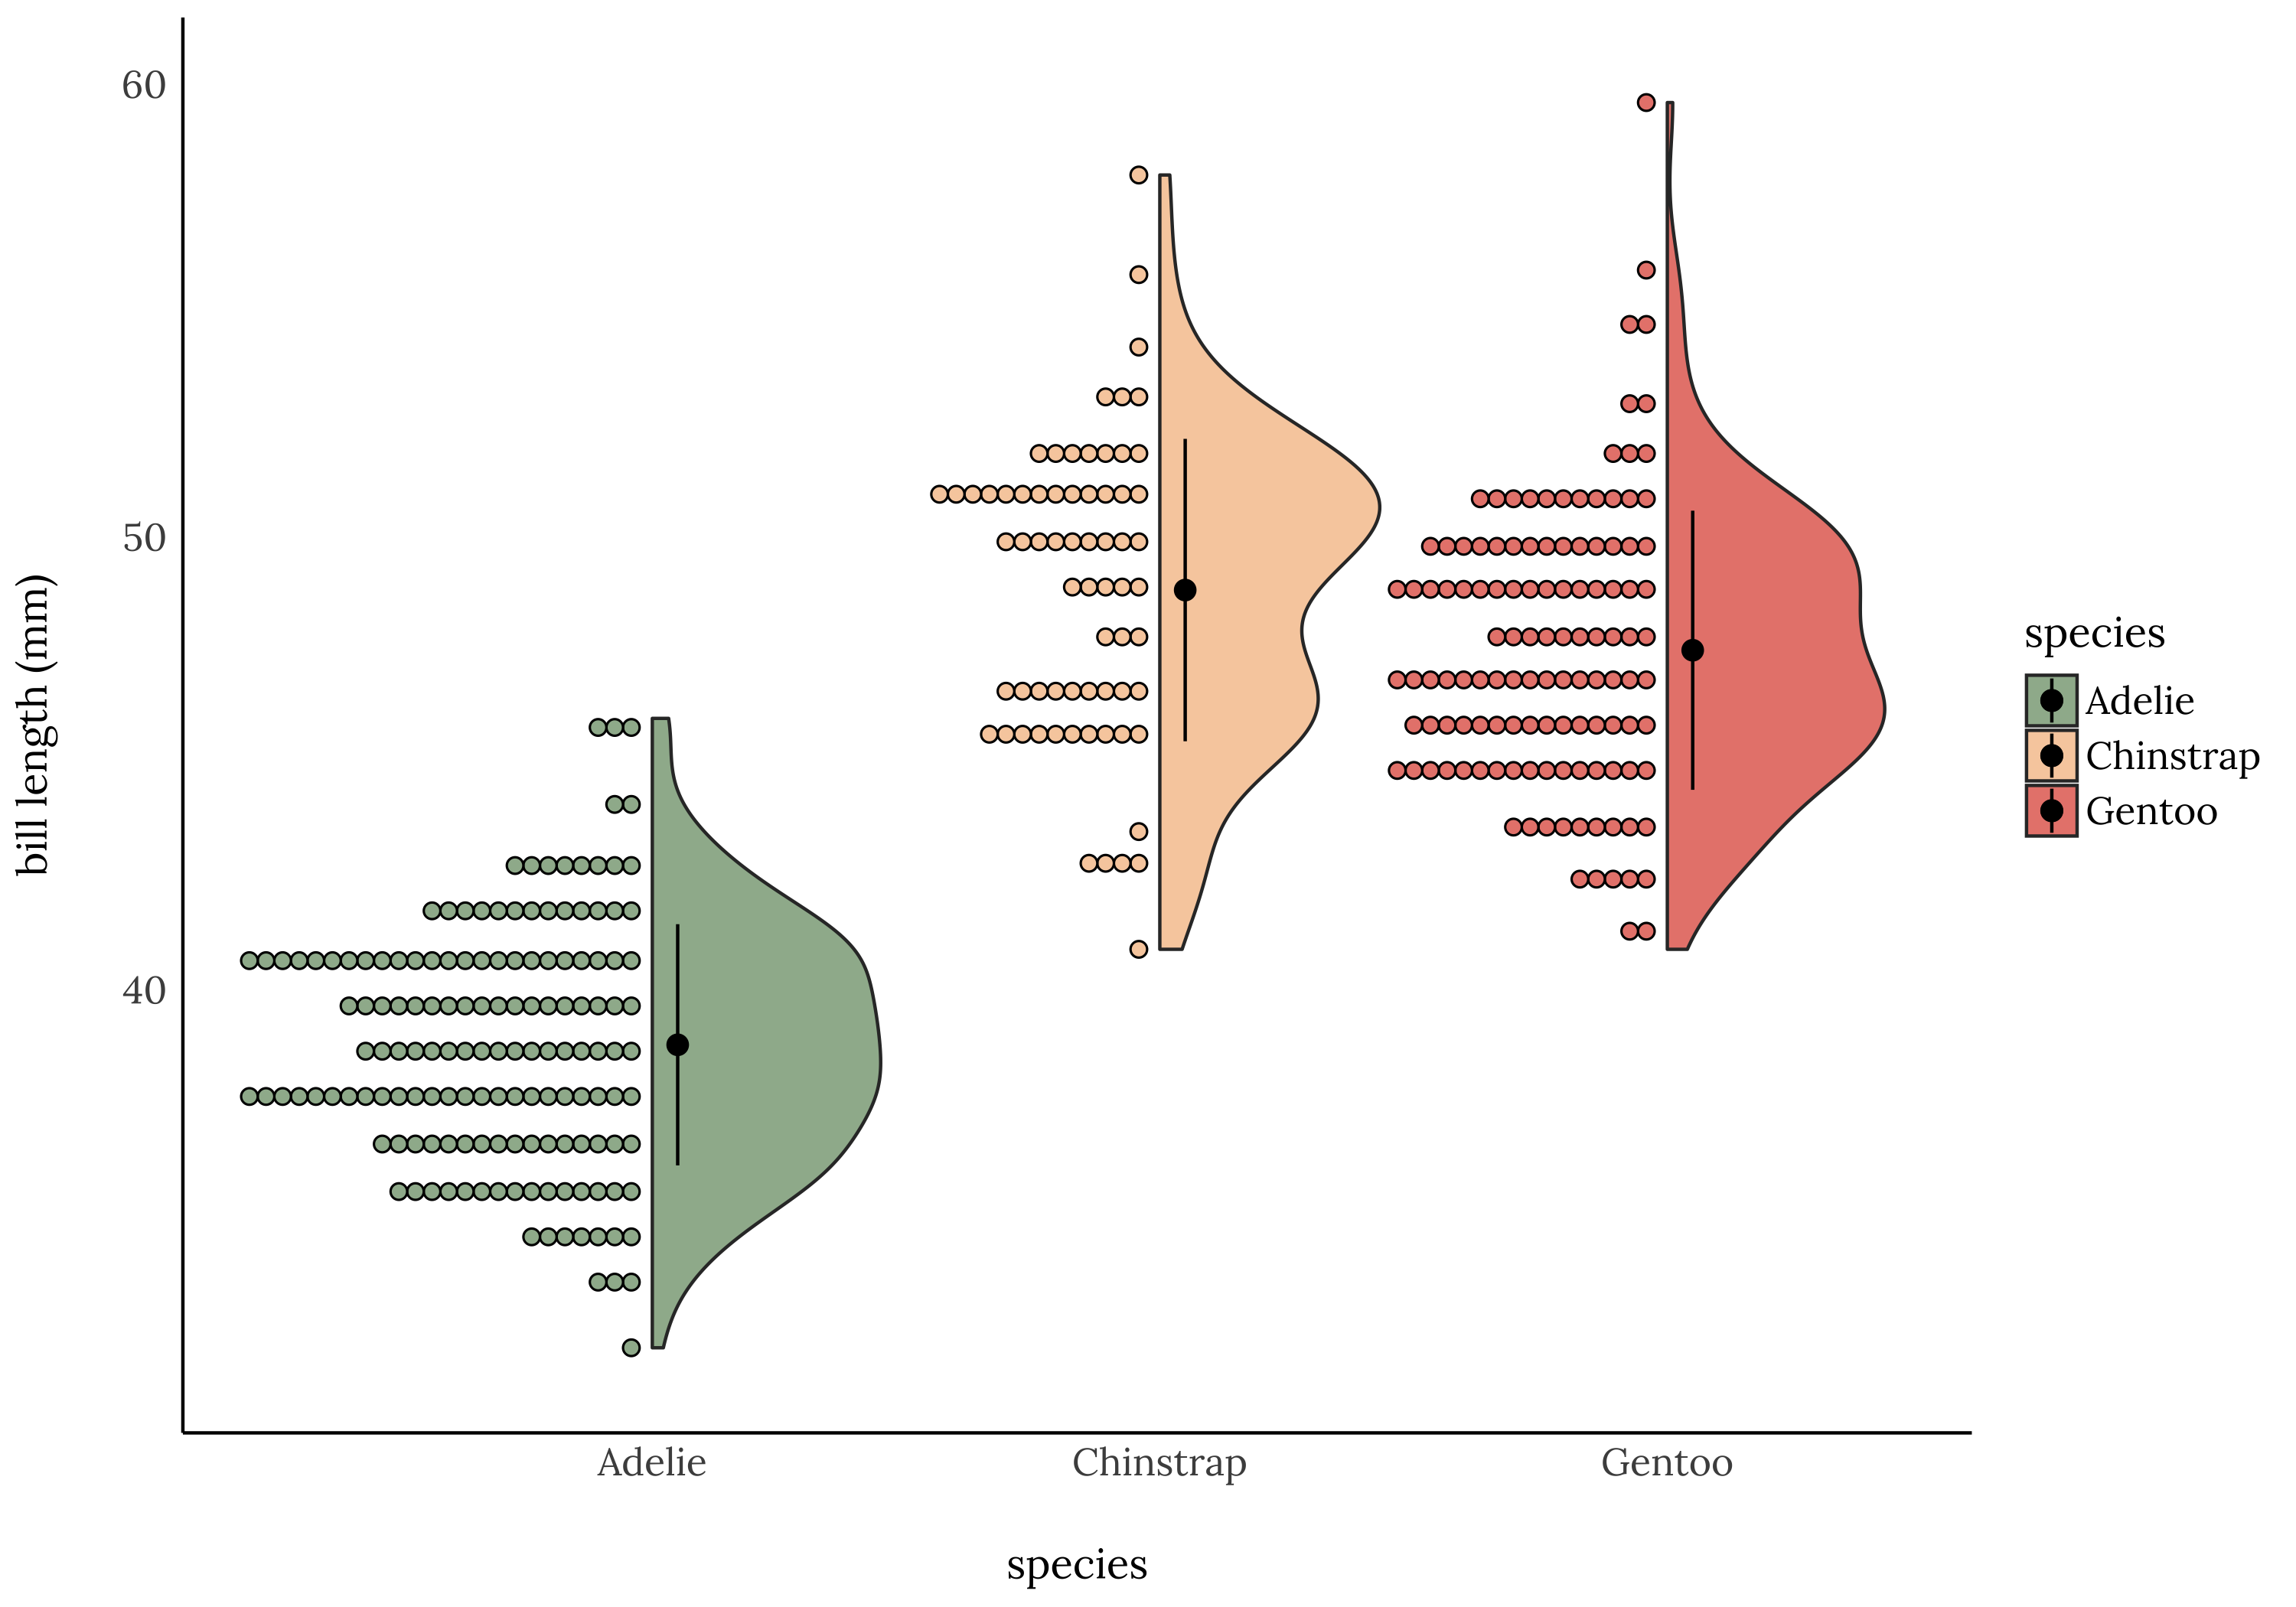 60
50
40
bill length (mm)
Adelie
Chinstrap
Gentoo
species
species
Adelie
Chinstrap
Gentoo